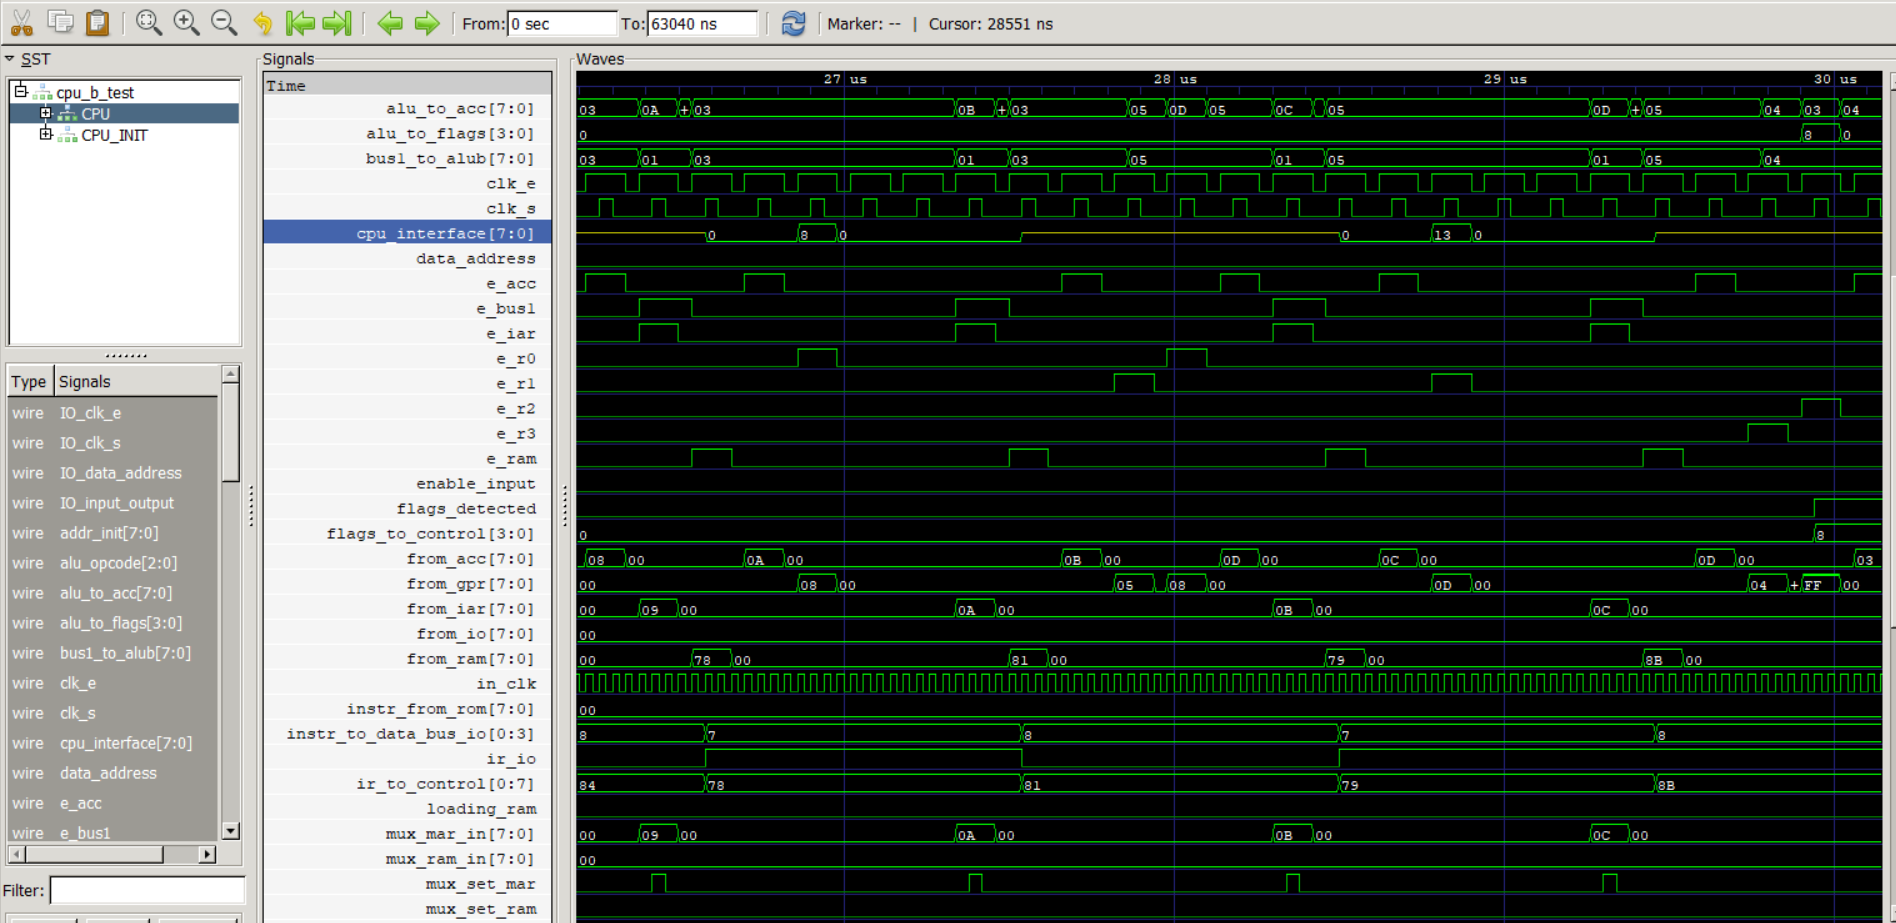 From: 0 sec To: 63040 ns Marker: -- | Cursor: 28551 ns
SST
cpu_b_test
CPU
CPU_INIT
Type Signals
wire IO_clk_e
wire IO_clk_s
wire IO_data_address
wire IO_input_output
wire addr_init[7:0]
wire alu_opcode[2:0]
wire alu_to_acc[7:0]
wire alu_to_flags[3:0]
wire bus1_to_alub[7:0]
wire clk_e
wire clk_s
wire cpu_interface[7:0]
wire data_address
wire e_acc
wire e_bus1
Filter:
Signals
Waves
Time 27 us 28 us 29 us 30 us
alu_to_acc[7:0] 03 0A + 03 0B + 03 05 0D 05 0C 05 0D + 05 04 03 04
alu_to_flags[3:0] 0 8 0
bus1_to_alub[7:0] 03 01 03 01 03 05 01 05 01 05 04
clk_e
clk_s
cpu_interface[7:0] 0 8 0 0 13 0
data_address
e_acc
e_bus1
e_iar
e_r0
e_r1
e_r2
e_r3
e_ram
enable_input
flags_detected
flags_to_control[3:0] 0 8
from_acc[7:0] 08 00 0A 00 0B 00 0D 00 0C 00 0D 00 03
from_gpr[7:0] 00 08 00 05 08 00 0D 00 04 + FF 00
from_iar[7:0] 00 09 00 0A 00 0B 00 0C 00
from_io[7:0] 00
from_ram[7:0] 00 78 00 81 00 79 00 8B 00
in_clk
instr_from_rom[7:0] 00
instr_to_data_bus_io[0:3] 8 7 8 7 8
ir_io
ir_to_control[0:7] 84 78 81 79 8B
loading_ram
mux_mar_in[7:0] 00 09 00 0A 00 0B 00 0C 00
mux_ram_in[7:0] 00
mux_set_mar
mux_set_ram